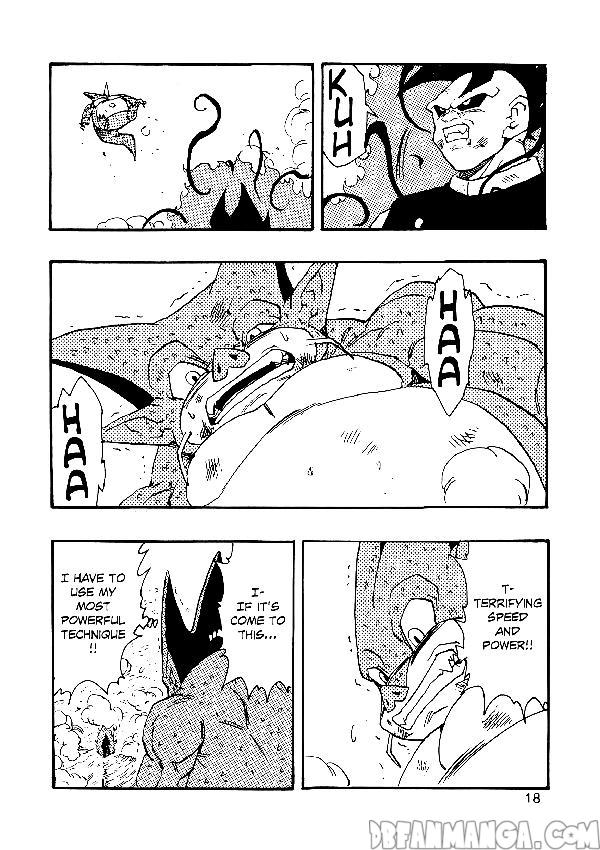 KUH
HAA
HAA
T-
TERRIFYING
SPEED
AND
POWER!!
I-
IF IT'S
COME TO
THIS...
I HAVE TO
USE MY
MOST
POWERFUL
TECHNIQUE
!!
18
DBFANMANGA.COM